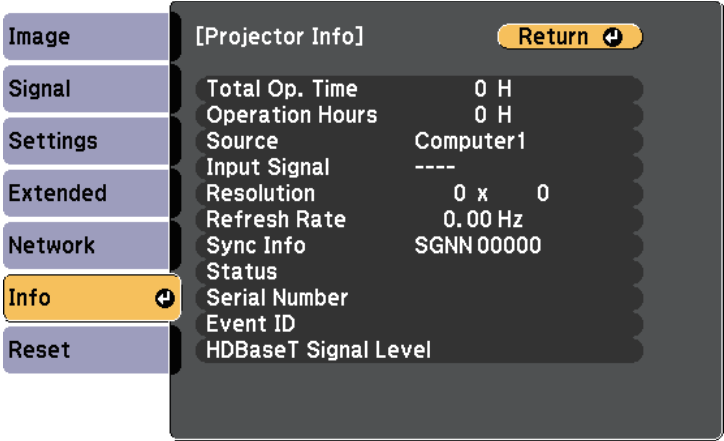 Image
Signal
Settings
Extended
Network
Info
Reset
[Projector Info]
Return
Total Op. Time 0 H
Operation Hours 0 H
Source Computer1
Input Signal ----
Resolution 0 x 0
Refresh Rate 0.00 Hz
Sync Info SGNN 00000
Status
Serial Number
Event ID
HDBaseT Signal Level